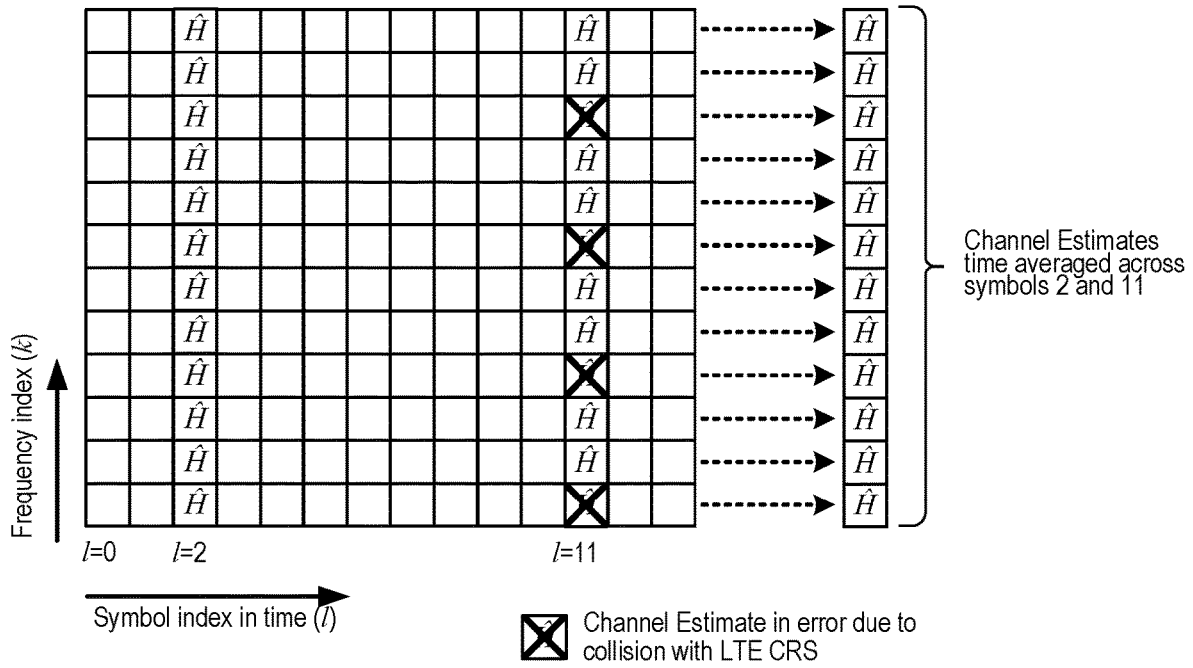 Ĥ Ĥ Ĥ
Ĥ Ĥ Ĥ
Ĥ Ĥ
Ĥ Ĥ Ĥ
Ĥ Ĥ Ĥ
Ĥ Ĥ
Ĥ Ĥ Ĥ
Ĥ Ĥ Ĥ
Ĥ Ĥ
Ĥ Ĥ Ĥ
Ĥ Ĥ Ĥ
Ĥ Ĥ
Channel Estimates
time averaged across
symbols 2 and 11
Frequency index (k)
l=0 l=2 l=11
Symbol index in time (l)
Channel Estimate in error due to
collision with LTE CRS